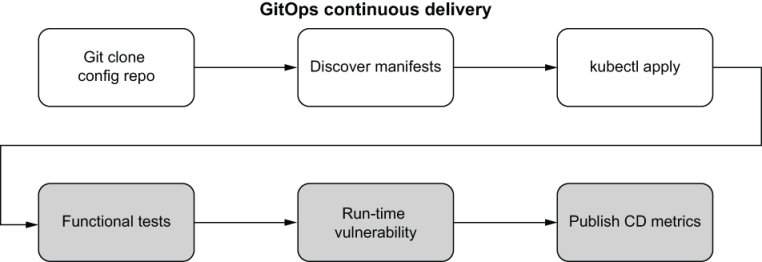 GitOps continuous delivery
Git clone
config repo
Discover manifests
kubectl apply
Functional tests
Run-time
vulnerability
Publish CD metrics